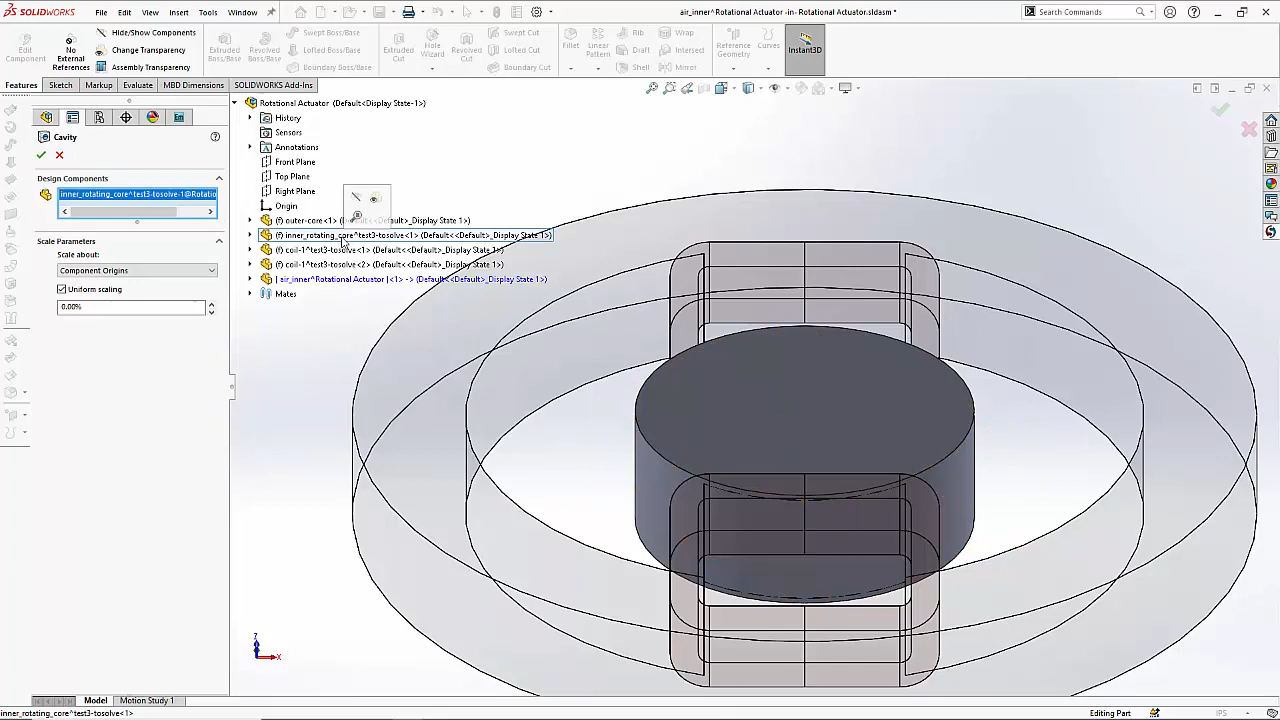 SOLIDWORKS File Edit View Insert Tools Window air_inner^Rotational Actuator -in- Rotational Actuator.sldasm * Search Commands
Edit Component
No External References
Hide/Show Components
Change Transparency
Assembly Transparency
Extruded Boss/Base
Revolved Boss/Base
Swept Boss/Base
Lofted Boss/Base
Boundary Boss/Base
Extruded Cut
Hole Wizard
Revolved Cut
Swept Cut
Lofted Cut
Boundary Cut
Fillet
Linear Pattern
Rib
Draft
Shell
Wrap
Intersect
Mirror
Reference Geometry
Curves
Instant3D
Features Sketch Markup Evaluate MBD Dimensions SOLIDWORKS Add-Ins
Cavity
Design Components
inner_rotating_core^test3-tosolve-1@Rotatio
Scale Parameters
Scale about:
Component Origins
Uniform scaling
0.00%
Rotational Actuator (Default<Display State-1>)
History
Sensors
Annotations
Front Plane
Top Plane
Right Plane
Origin
(f) outer-core<1> (Default<<Default>_Display State 1>)
(f) inner_rotating_core^test3-tosolve<1> (Default<<Default>_Display State 1>)
(f) coil-1^test3-tosolve<1> (Default<<Default>_Display State 1>)
(f) coil-1^test3-tosolve<2> (Default<<Default>_Display State 1>)
[ air_inner^Rotational Actuator ]<1> -> (Default<<Default>_Display State 1>)
Mates
Z
X
Model Motion Study 1
inner_rotating_core^test3-tosolve<1> Editing Part IPS